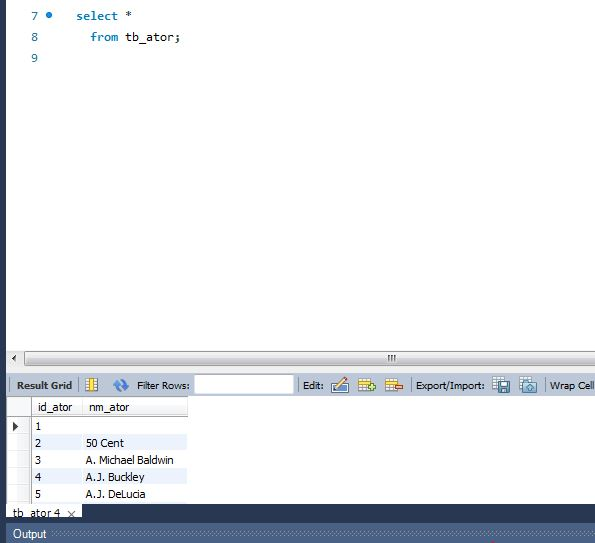 7 select *
8 from tb_ator;
9
Result Grid Filter Rows: Edit: Export/Import: Wrap Cell
id_ator nm_ator
1
2 50 Cent
3 A. Michael Baldwin
4 A.J. Buckley
5 A.J. DeLucia
tb_ator 4
Output